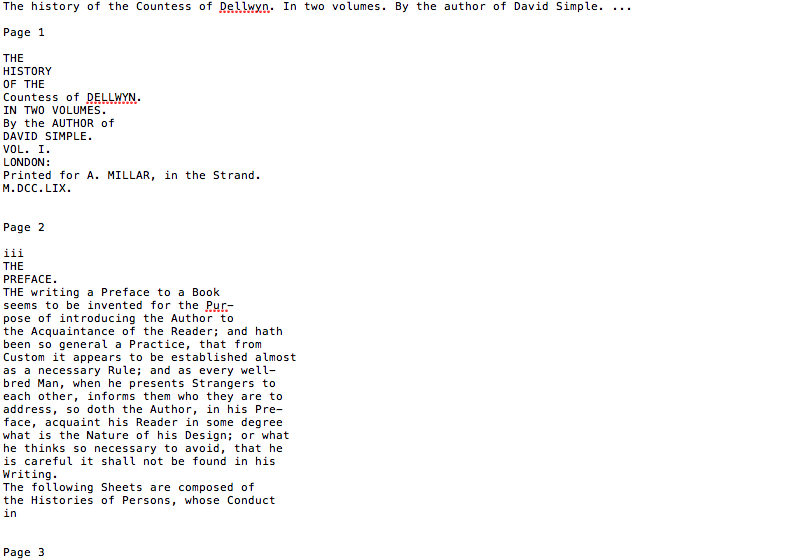 The history of the Countess of Dellwyn. In two volumes. By the author of David Simple. ...
Page 1
THE
HISTORY
OF THE
Countess of DELLWYN.
IN TWO VOLUMES.
By the AUTHOR of
DAVID SIMPLE.
VOL. I.
LONDON:
Printed for A. MILLAR, in the Strand.
M.DCC.LIX.
Page 2
iii
THE
PREFACE.
THE writing a Preface to a Book
seems to be invented for the Pur-
pose of introducing the Author to
the Acquaintance of the Reader; and hath
been so general a Practice, that from
Custom it appears to be established almost
as a necessary Rule; and as every well-
bred Man, when he presents Strangers to
each other, informs them who they are to
address, so doth the Author, in his Pre-
face, acquaint his Reader in some degree
what is the Nature of his Design; or what
he thinks so necessary to avoid, that he
is careful it shall not be found in his
Writing.
The following Sheets are composed of
the Histories of Persons, whose Conduct
in
Page 3